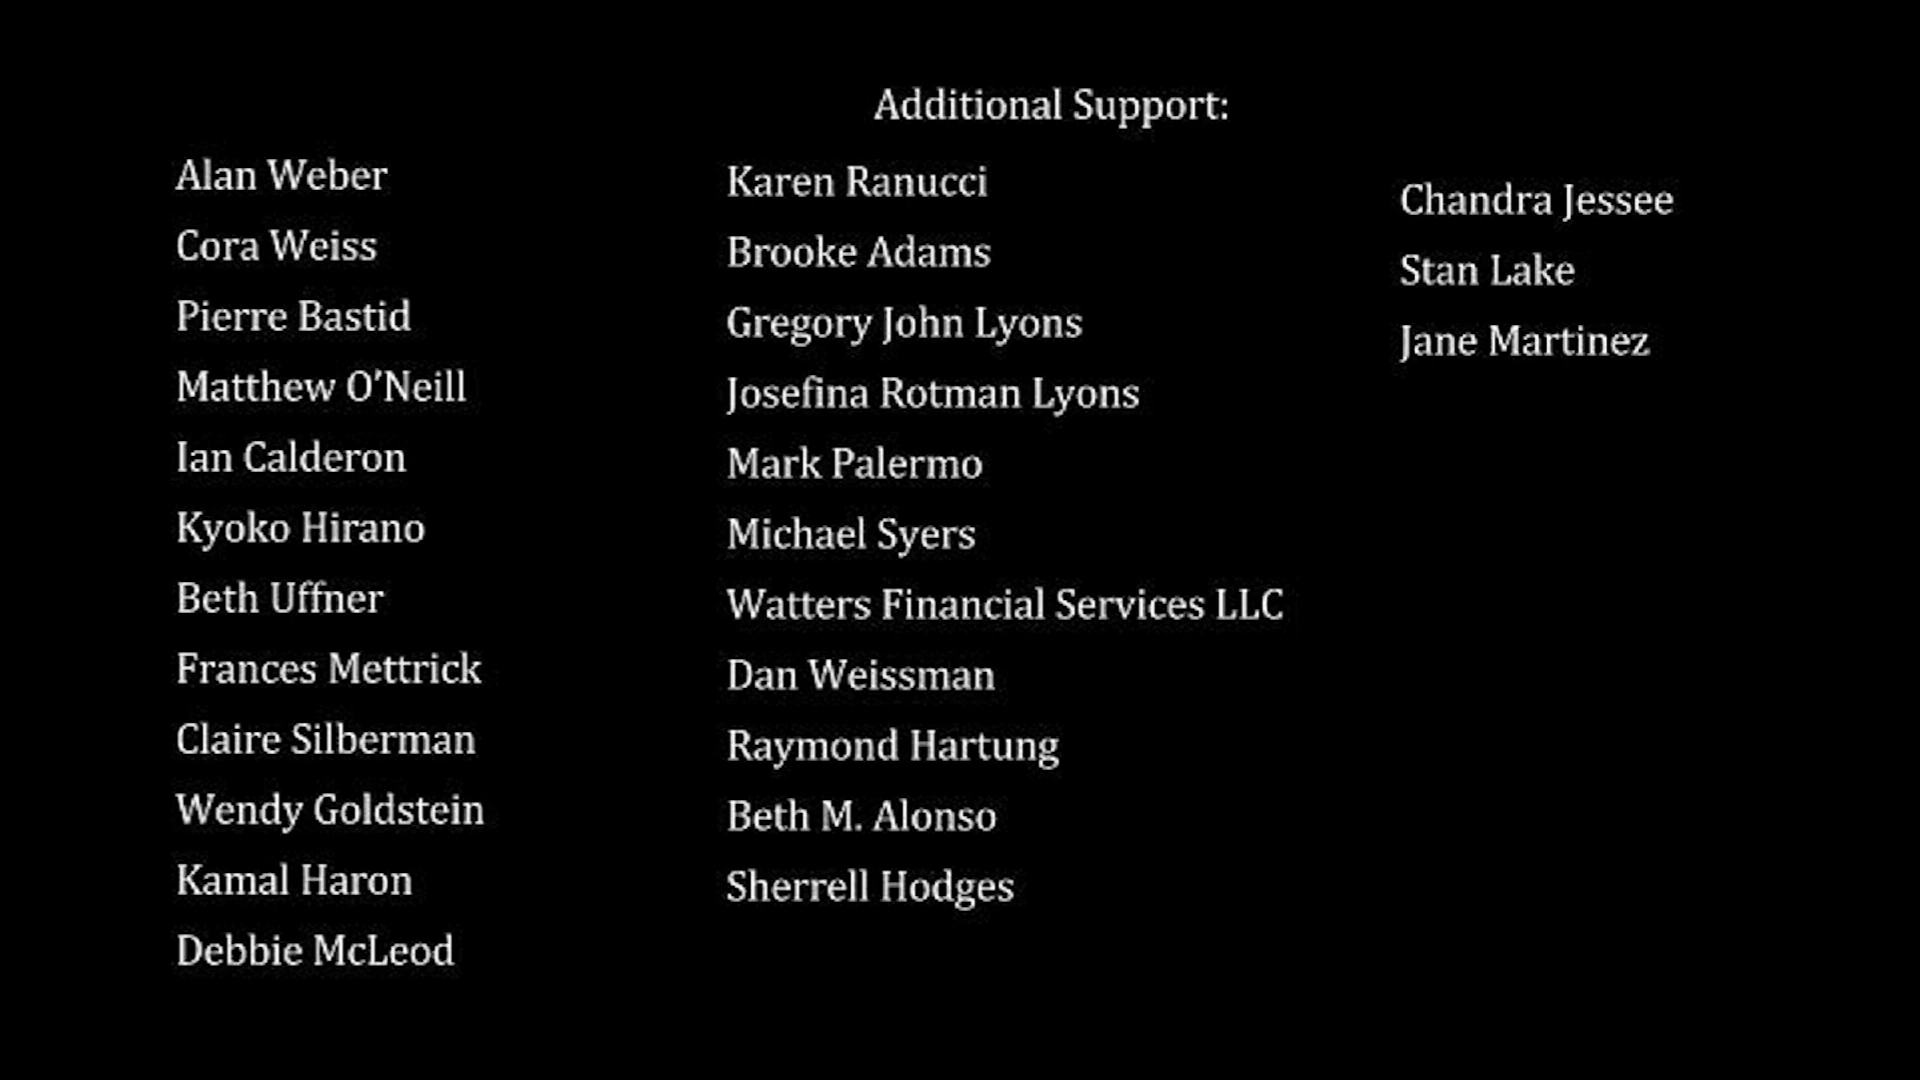 Additional Support:
Alan Weber
Cora Weiss
Pierre Bastid
Matthew O’Neill
Ian Calderon
Kyoko Hirano
Beth Uffner
Frances Mettrick
Claire Silberman
Wendy Goldstein
Kamal Haron
Debbie McLeod
Karen Ranucci
Brooke Adams
Gregory John Lyons
Josefina Rotman Lyons
Mark Palermo
Michael Syers
Watters Financial Services LLC
Dan Weissman
Raymond Hartung
Beth M. Alonso
Sherrell Hodges
Chandra Jessee
Stan Lake
Jane Martinez